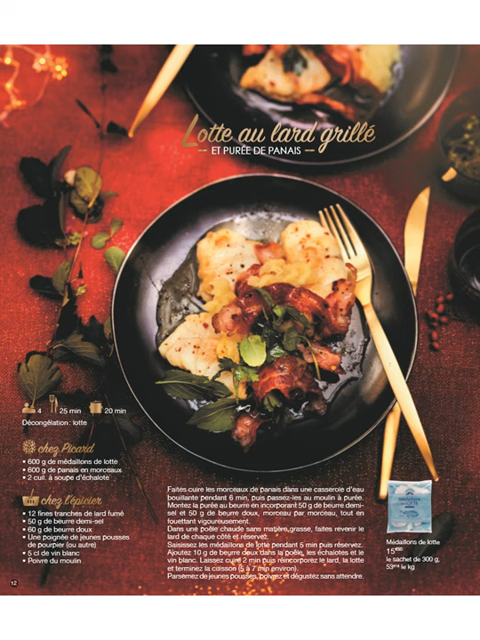 Lotte au lard grillé
-- ET PURÉE DE PANAIS --
4 25 min 20 min
Décongélation : lotte
chez Picard
• 600 g de médaillons de lotte
• 600 g de panais en morceaux
• 2 cuil. à soupe d'échalote
chez l'épicier
• 12 fines tranches de lard fumé
• 50 g de beurre demi-sel
• 60 g de beurre doux
• Une poignée de jeunes pousses
de pourpier (ou autre)
• 5 cl de vin blanc
• Poivre du moulin
Faites cuire les morceaux de panais dans une casserole d'eau
bouillante pendant 6 min, puis passez-les au moulin à purée.
Montez la purée au beurre en incorporant 50 g de beurre demi-
sel et 50 g de beurre doux, morceau par morceau, tout en
fouettant vigoureusement.
Dans une poêle chaude sans matière grasse, faites revenir le
lard de chaque côté et réservez.
Saisissez les médaillons de lotte pendant 5 min puis réservez.
Ajoutez 10 g de beurre doux dans la poêle, les échalotes et le
vin blanc. Laissez cuire 2 min puis réincorporez le lard, la lotte
et terminez la cuisson (5 à 7 min environ).
Parsemez de jeunes pousses, poivrez et dégustez sans attendre.
Médaillons de lotte
15
le sachet de 300 g,
le kg
12